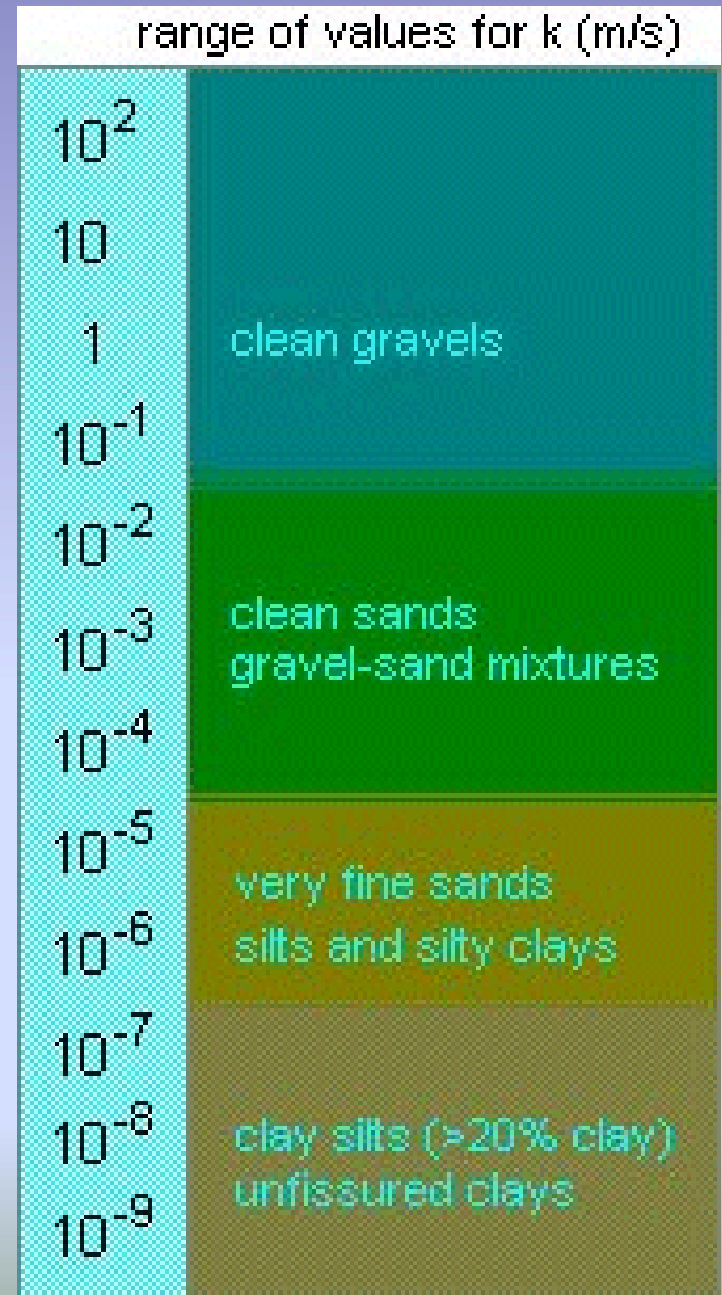 range of values for k (m/s)
10²
10
1 clean gravels
10⁻¹
10⁻²
10⁻³ clean sands
gravel-sand mixtures
10⁻⁴
10⁻⁵ very fine sands
10⁻⁶ silts and silty clays
10⁻⁷
10⁻⁸ clay silts (>20% clay)
unfissured clays
10⁻⁹